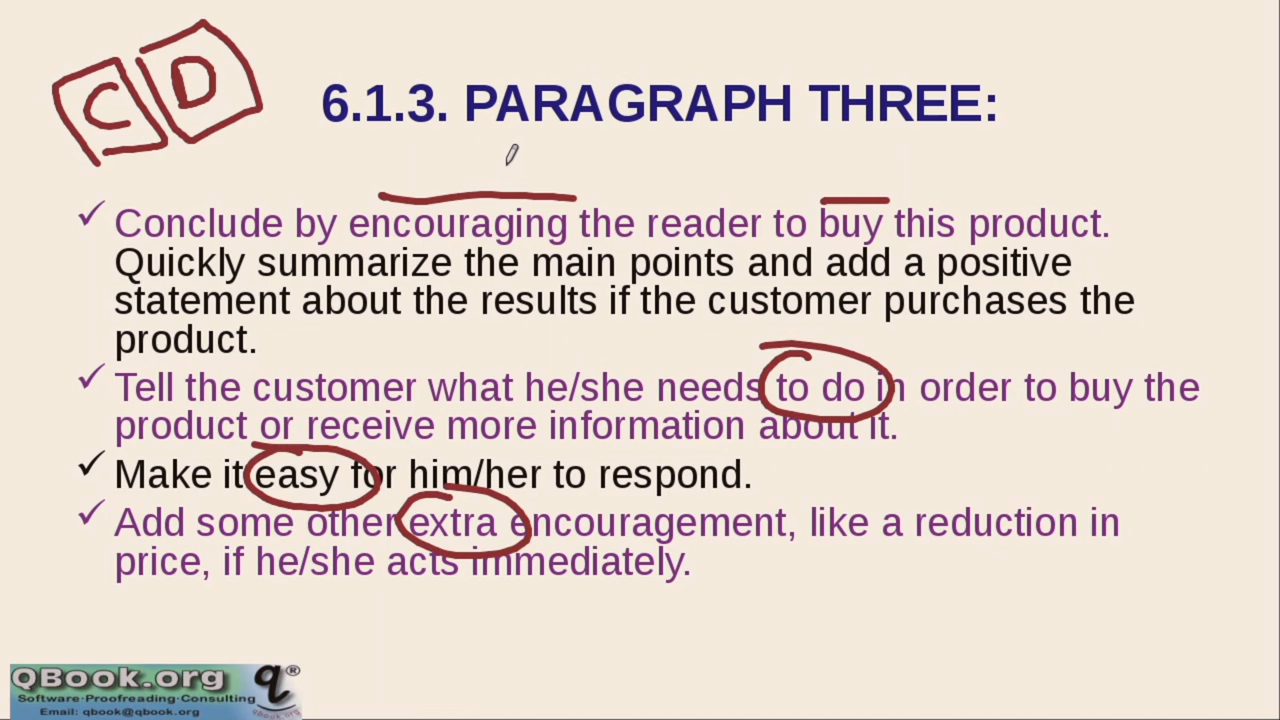 C D
6.1.3. PARAGRAPH THREE:
Conclude by encouraging the reader to buy this product.
Quickly summarize the main points and add a positive
statement about the results if the customer purchases the
product.
Tell the customer what he/she needs to do in order to buy the
product or receive more information about it.
Make it easy for him/her to respond.
Add some other extra encouragement, like a reduction in
price, if he/she acts immediately.
QBook.org q®
Software·Proofreading·Consulting
qbook.org
Email: qbook@qbook.org